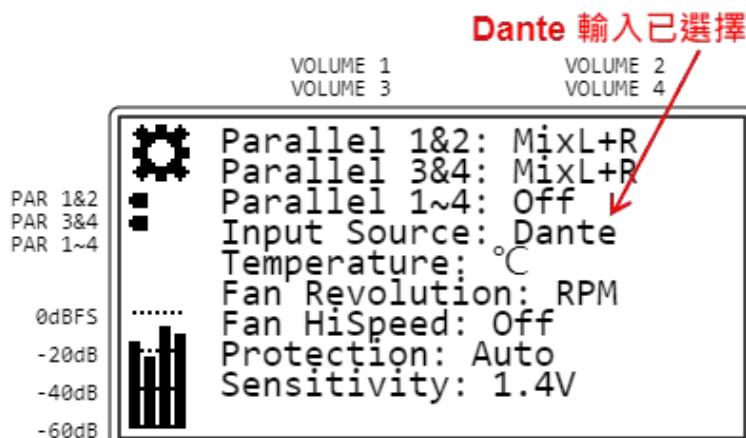 Dante 輸入已選擇
VOLUME 1 VOLUME 2
VOLUME 3 VOLUME 4
Parallel 1&2: MixL+R
Parallel 3&4: MixL+R
PAR 1&2 Parallel 1~4: Off
PAR 3&4 Input Source: Dante
PAR 1~4
Temperature: °C
Fan Revolution: RPM
0dBFS Fan HiSpeed: Off
-20dB Protection: Auto
-40dB Sensitivity: 1.4V
-60dB